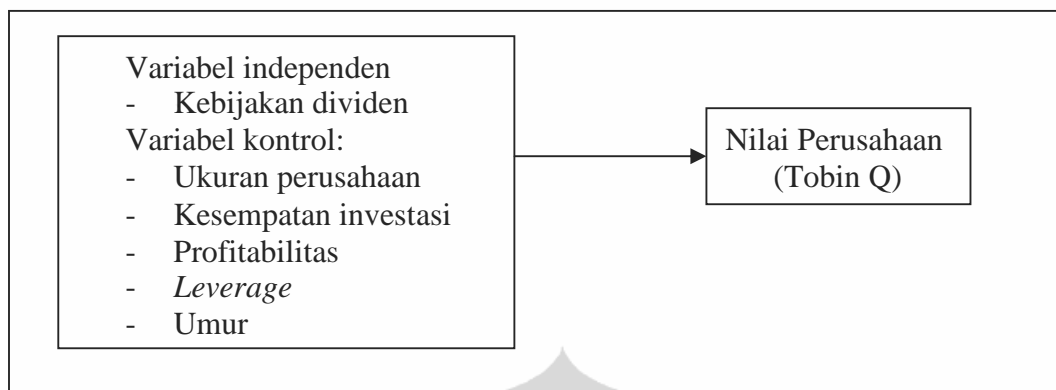 Variabel independen
- Kebijakan dividen
Variabel kontrol:
- Ukuran perusahaan
- Kesempatan investasi
- Profitabilitas
- Leverage
- Umur
Nilai Perusahaan
(Tobin Q)